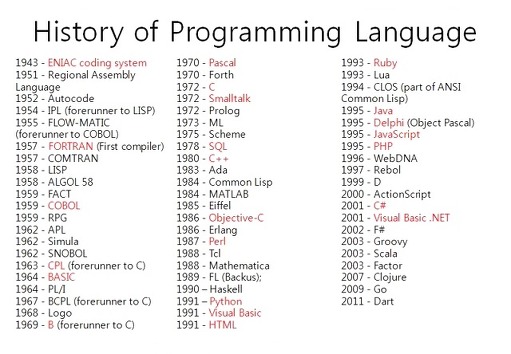 History of Programming Language
1943 - ENIAC coding system
1951 - Regional Assembly
Language
1952 - Autocode
1954 - IPL (forerunner to LISP)
1955 - FLOW-MATIC
(forerunner to COBOL)
1957 - FORTRAN (First compiler)
1957 - COMTRAN
1958 - LISP
1958 - ALGOL 58
1959 - FACT
1959 - COBOL
1959 - RPG
1962 - APL
1962 - Simula
1962 - SNOBOL
1963 - CPL (forerunner to C)
1964 - BASIC
1964 - PL/I
1967 - BCPL (forerunner to C)
1968 - Logo
1969 - B (forerunner to C)
1970 - Pascal
1970 - Forth
1972 - C
1972 - Smalltalk
1972 - Prolog
1973 - ML
1975 - Scheme
1978 - SQL
1980 - C++
1983 - Ada
1984 - Common Lisp
1984 - MATLAB
1985 - Eiffel
1986 - Objective-C
1986 - Erlang
1987 - Perl
1988 - Tcl
1988 - Mathematica
1989 - FL (Backus);
1990 – Haskell
1991 – Python
1991 - Visual Basic
1991 - HTML
1993 - Ruby
1993 - Lua
1994 - CLOS (part of ANSI
Common Lisp)
1995 - Java
1995 - Delphi (Object Pascal)
1995 - JavaScript
1995 - PHP
1996 - WebDNA
1997 - Rebol
1999 - D
2000 - ActionScript
2001 - C#
2001 - Visual Basic .NET
2002 - F#
2003 - Groovy
2003 - Scala
2003 - Factor
2007 - Clojure
2009 - Go
2011 - Dart